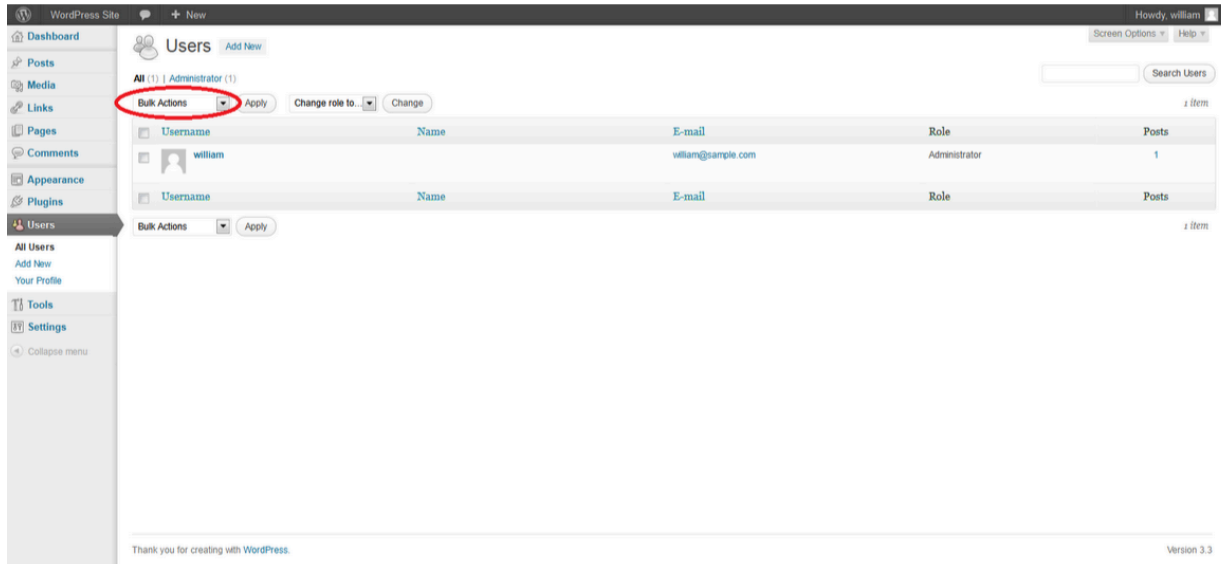 WordPress Site + New Howdy, william
Dashboard
Posts
Media
Links
Pages
Comments
Appearance
Plugins
Users
All Users
Add New
Your Profile
Tools
Settings
Collapse menu
Screen Options Help
Users Add New
All (1) | Administrator (1)
Search Users
Bulk Actions Apply Change role to... Change 1 item
Username Name E-mail Role Posts
william william@sample.com Administrator 1
Username Name E-mail Role Posts
Bulk Actions Apply 1 item
Thank you for creating with WordPress. Version 3.3